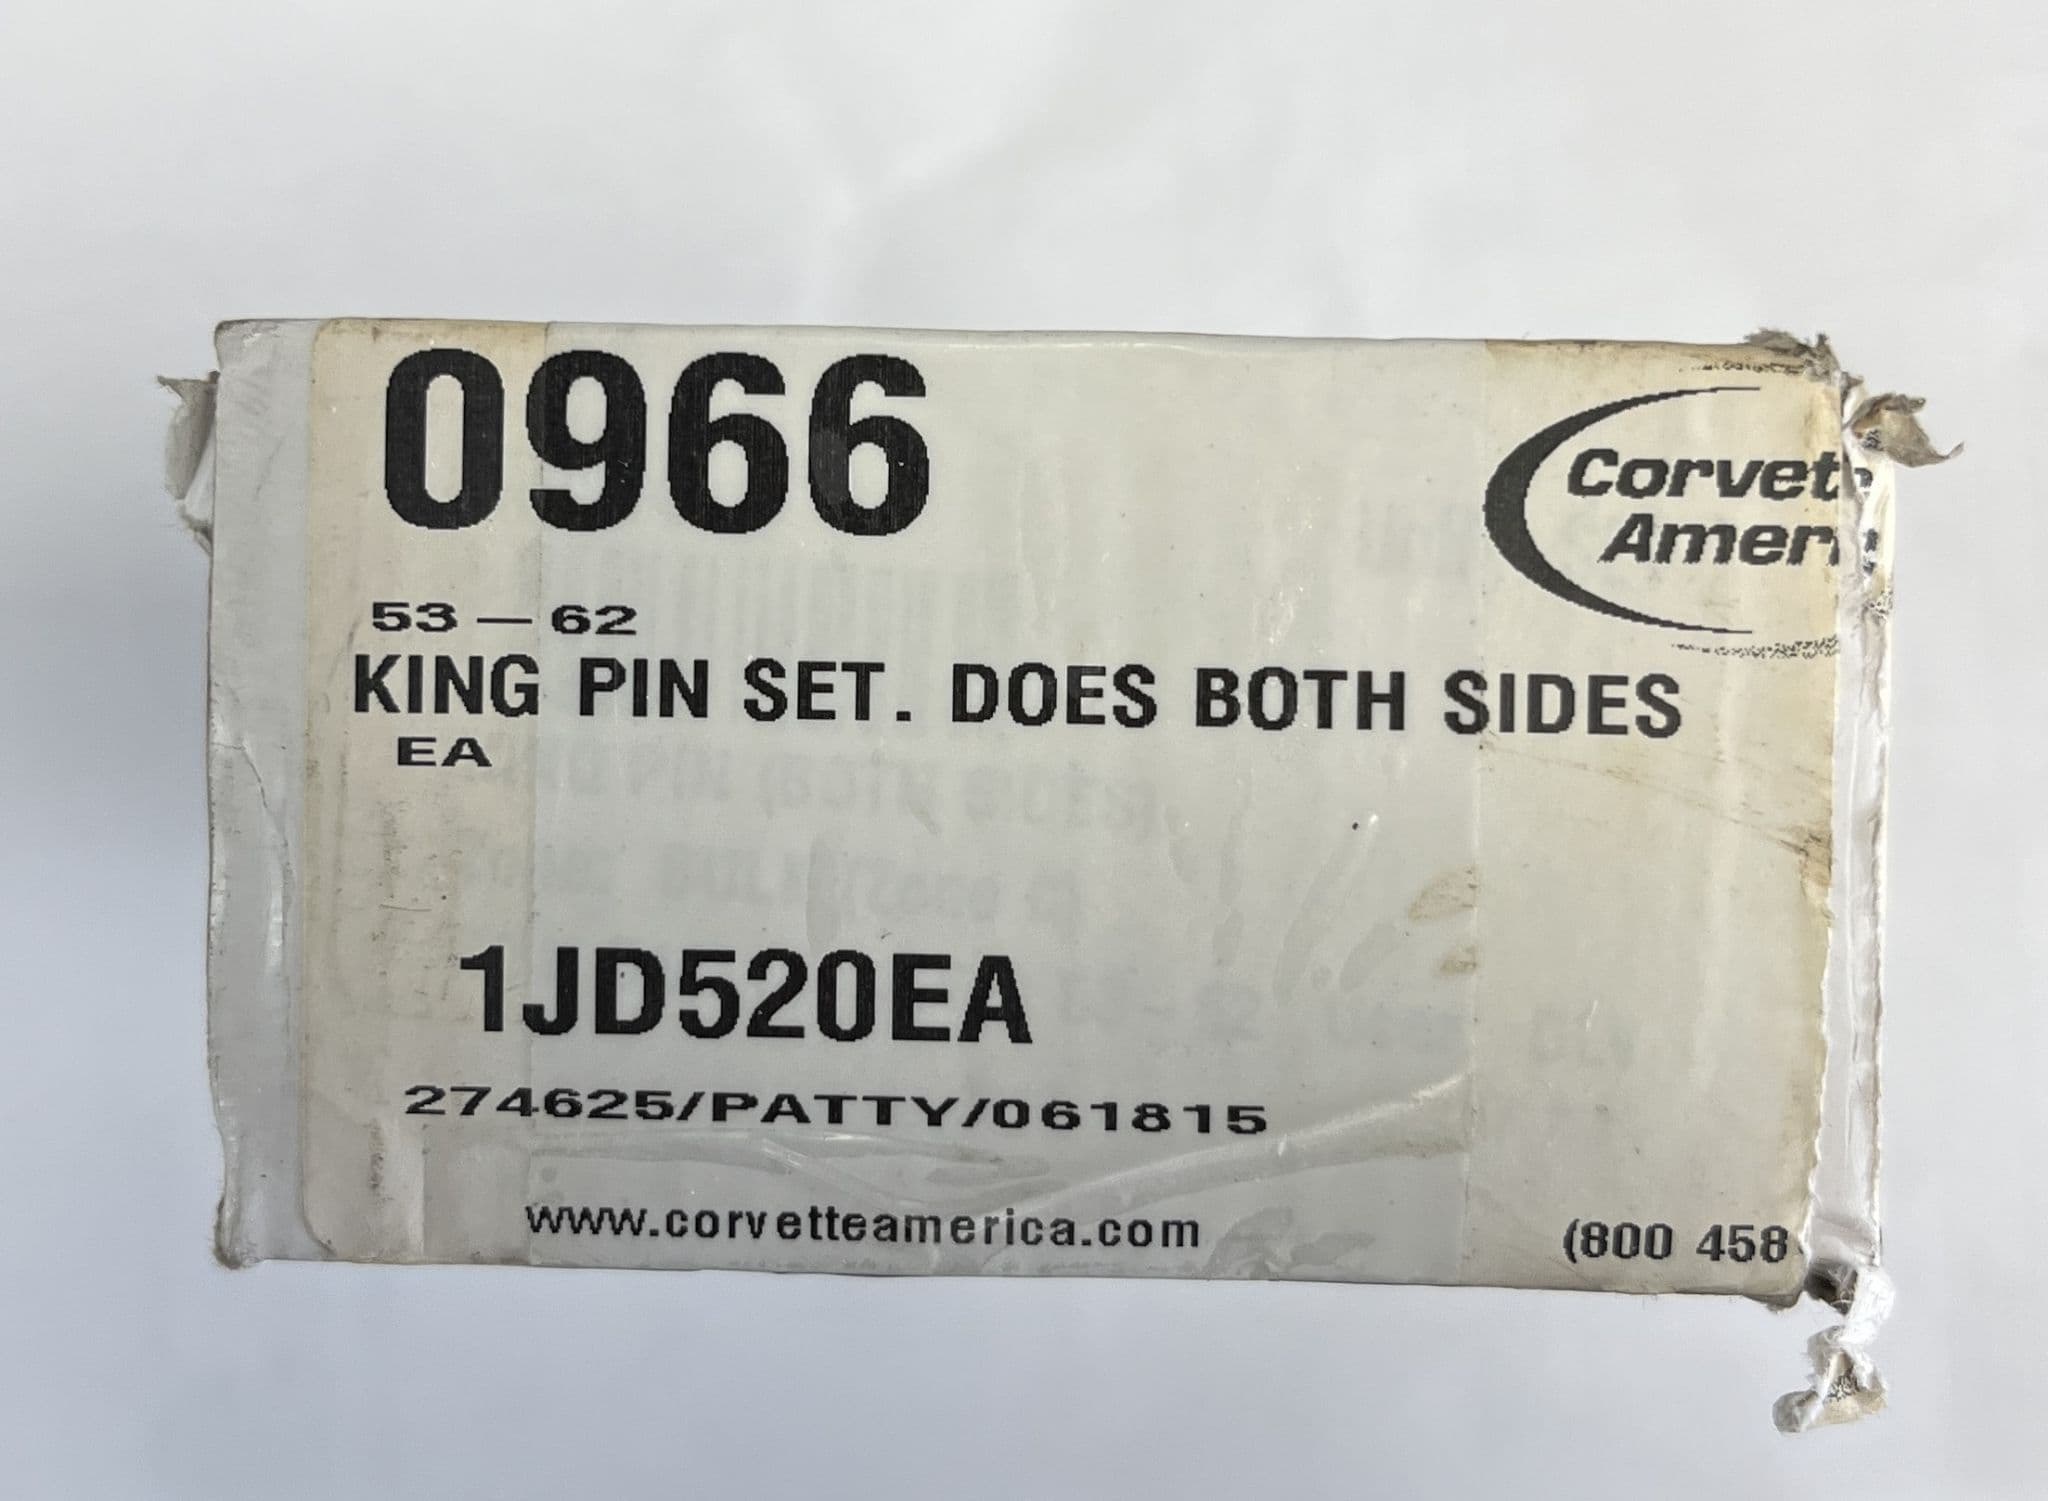 0966
Corvet
Amer
53 — 62
KING PIN SET. DOES BOTH SIDES
EA
1JD520EA
274625/PATTY/061815
www.corvetteamerica.com
(800 458